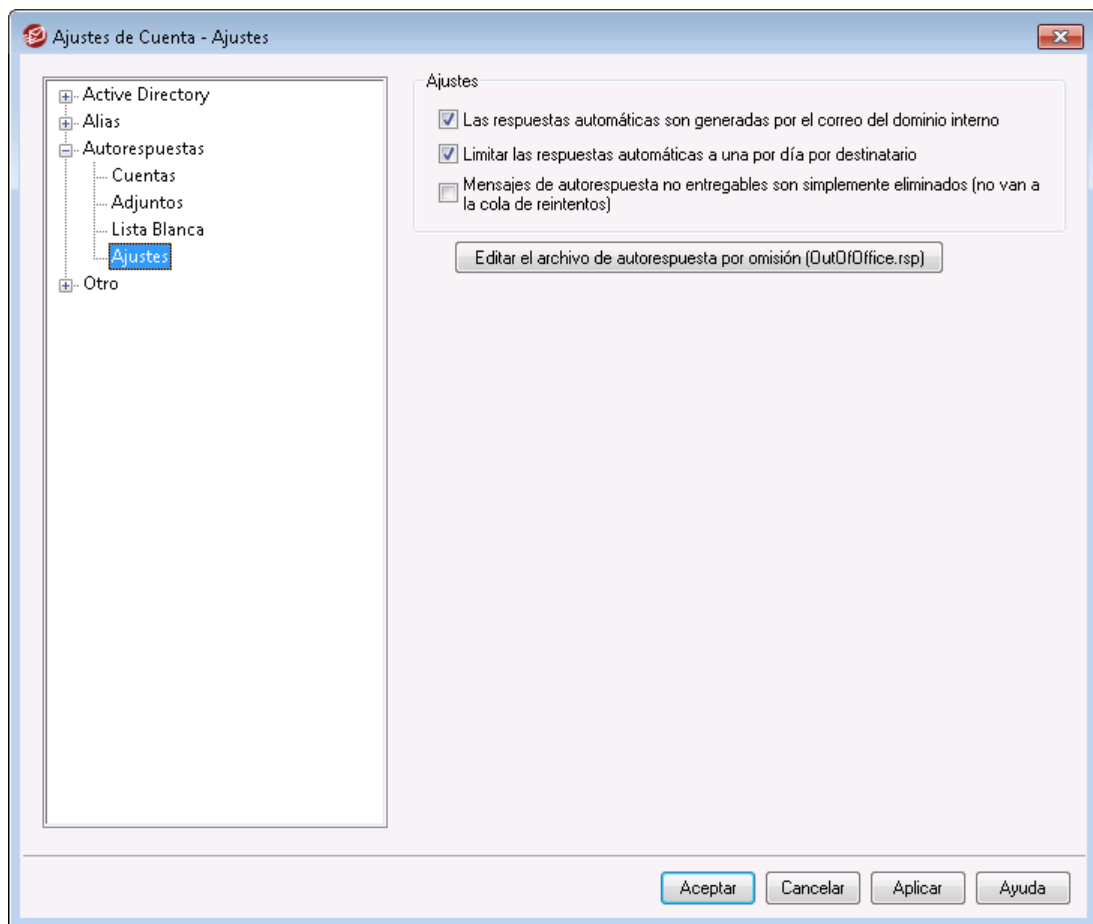 Ajustes de Cuenta - Ajustes
Active Directory
Alias
Autorespuestas
Cuentas
Adjuntos
Lista Blanca
Ajustes
Otro
Ajustes
Las respuestas automáticas son generadas por el correo del dominio interno
Limitar las respuestas automáticas a una por día por destinatario
Mensajes de autorespuesta no entregables son simplemente eliminados (no van a
la cola de reintentos)
Editar el archivo de autorespuesta por omisión (OutOfOffice.rsp)
Aceptar
Cancelar
Aplicar
Ayuda